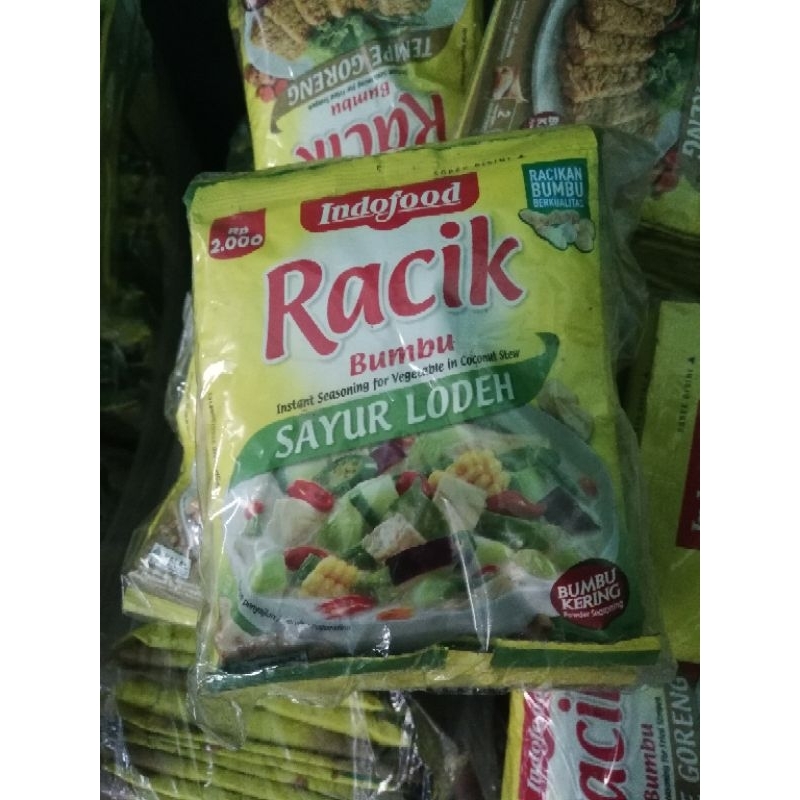 TEMPE GORENG
Bumbu
Racik
Indofood
Rp
2.000
RACIKAN
BUMBU
BERKUALITAS
Racik
Bumbu
Instant Seasoning for Vegetable in Coconut Stew
SAYUR LODEH
BUMBU
KERING
Powder Seasoning
Racik
Bumbu
GORENG